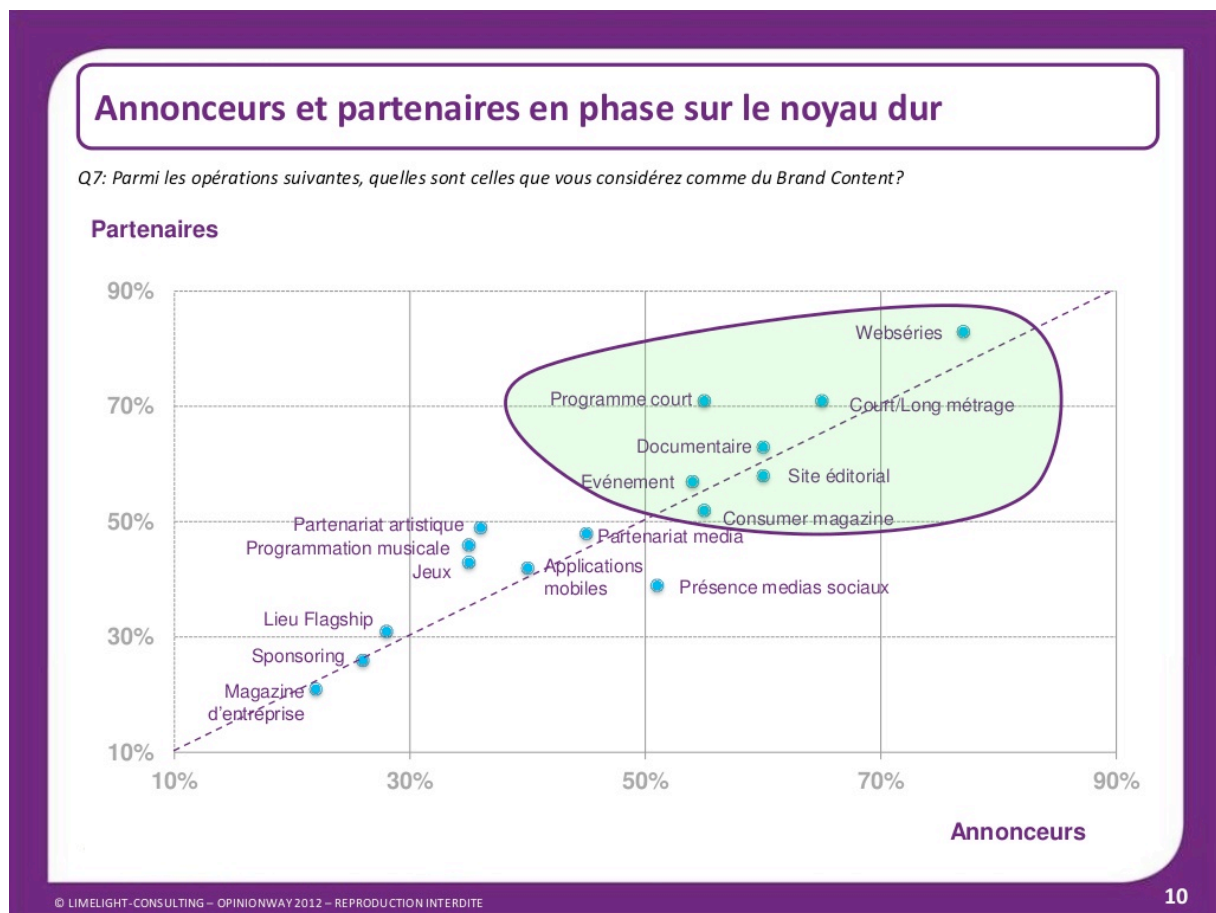 Annonceurs et partenaires en phase sur le noyau dur
Q7: Parmi les opérations suivantes, quelles sont celles que vous considérez comme du Brand Content?
Partenaires
90%
Webséries
Programme court
70%
Court/Long métrage
Documentaire
Site éditorial
Evénement
Consumer magazine
50%
Partenariat artistique
Partenariat media
Programmation musicale
Jeux
Applications
mobiles
Présence medias sociaux
Lieu Flagship
30%
Sponsoring
Magazine
d'entreprise
10%
10%
30%
50%
70%
90%
Annonceurs
© LIMELIGHT-CONSULTING – OPINIONWAY 2012 – REPRODUCTION INTERDITE
10